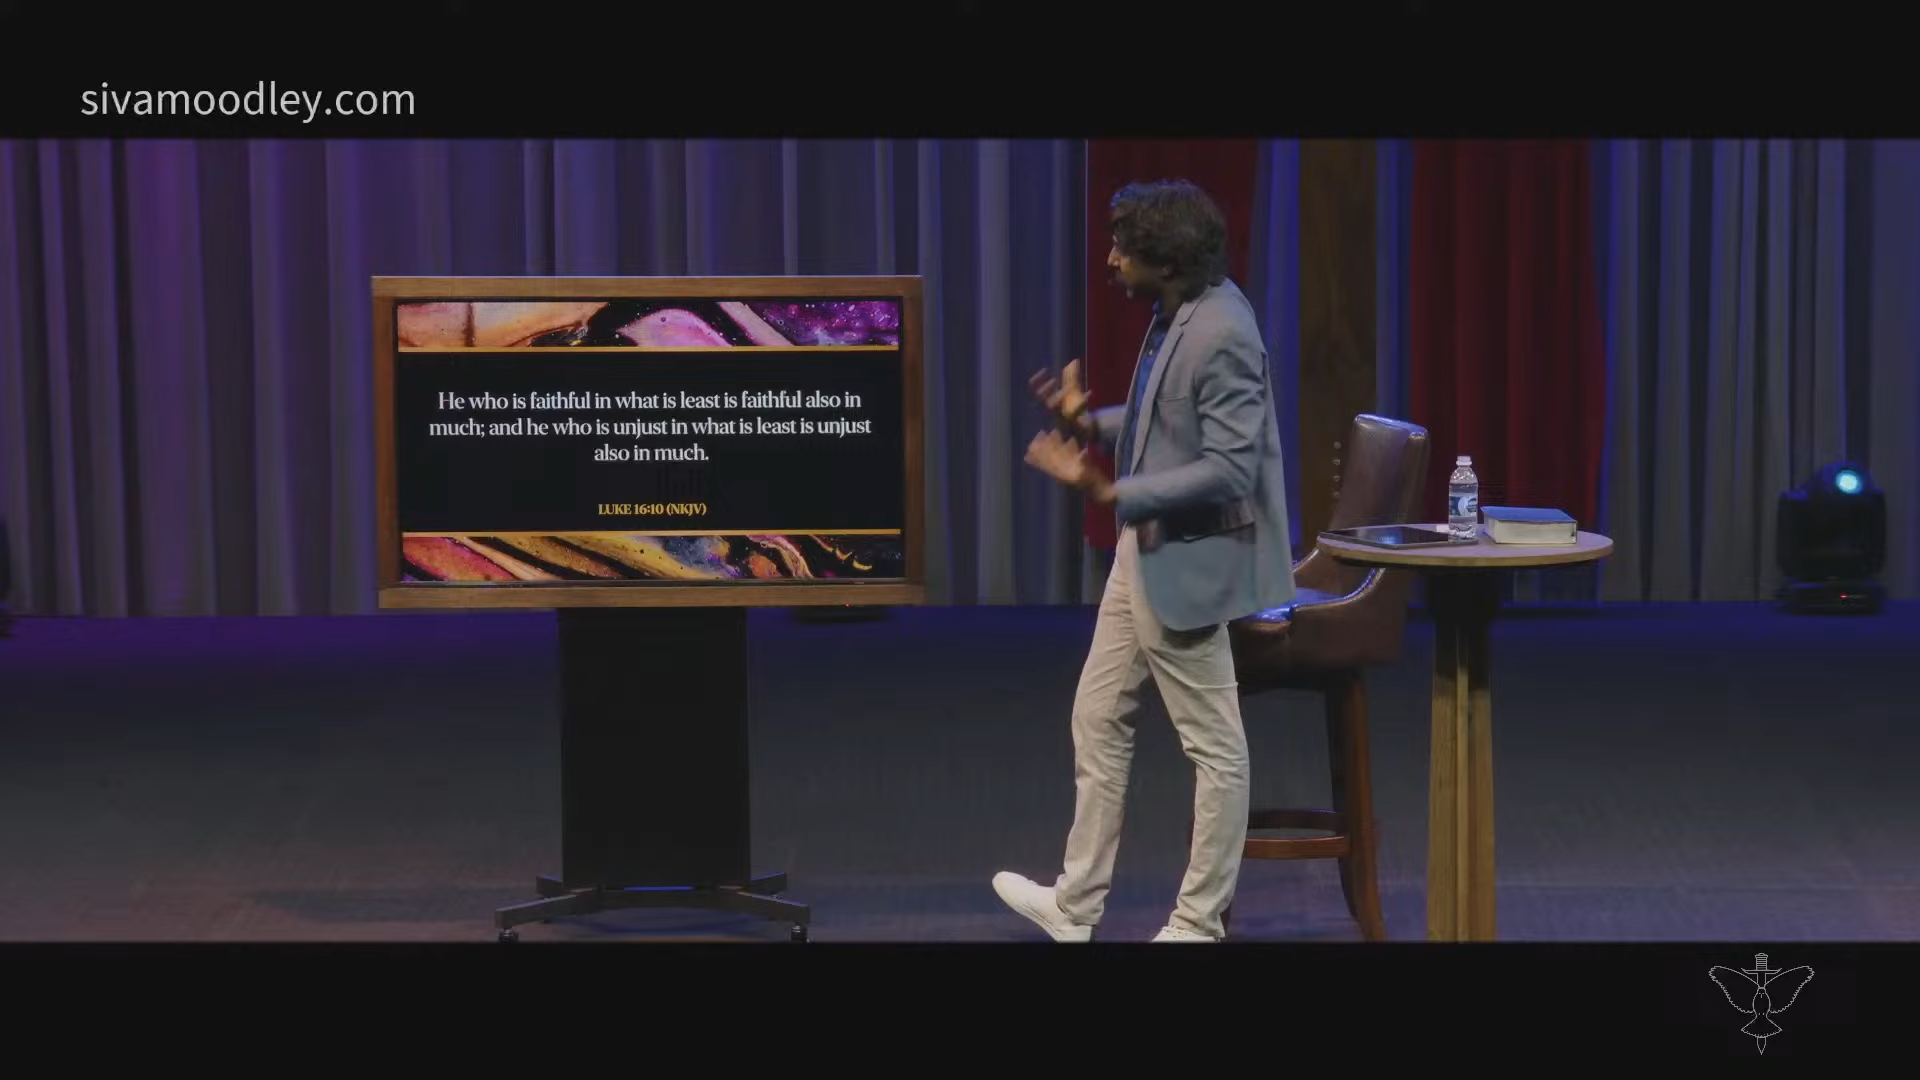 sivamoodley.com
He who is faithful in what is least is faithful also in
much; and he who is unjust in what is least is unjust
also in much.
LUKE 16:10 (NKJV)